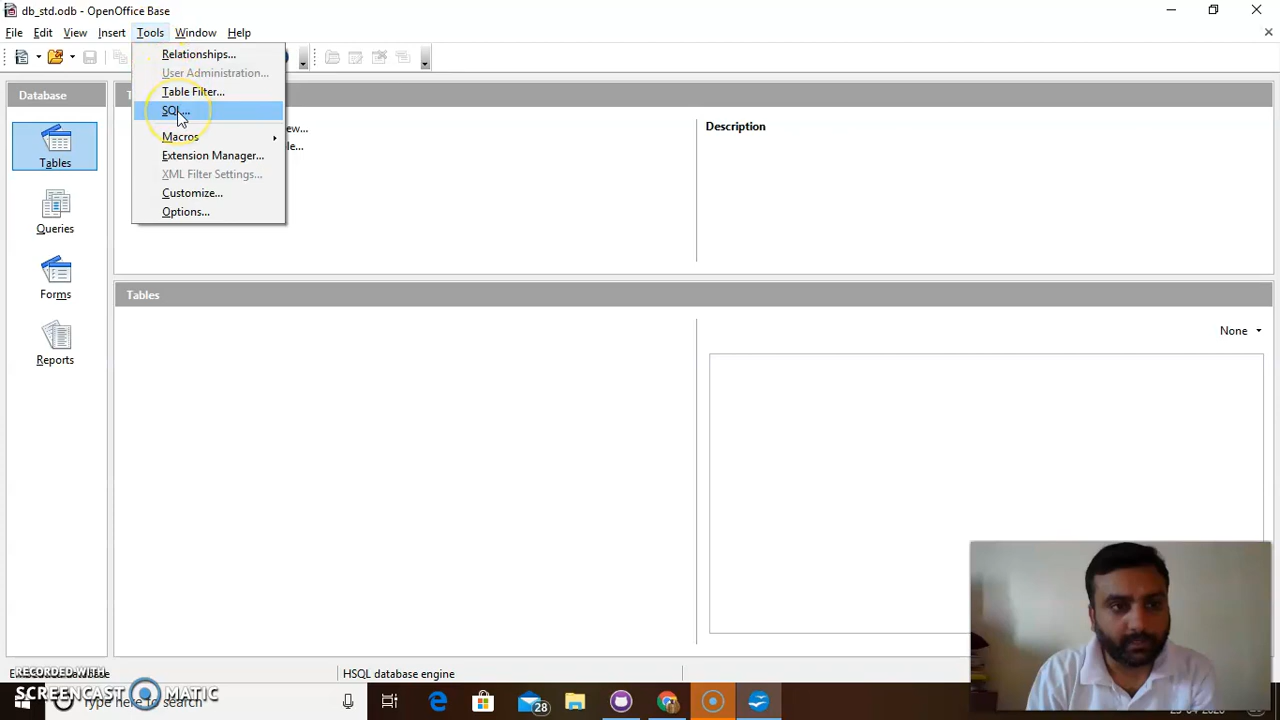 db_std.odb - OpenOffice Base
File Edit View Insert Tools Window Help
Relationships...
User Administration...
Table Filter...
SQL...
Macros
Extension Manager...
XML Filter Settings...
Customize...
Options...
Database
Tables
Queries
Forms
Reports
Description
Tables
None
HSQL database engine
RECORDED WITH
SCREENCAST MATIC
Type here to search
28